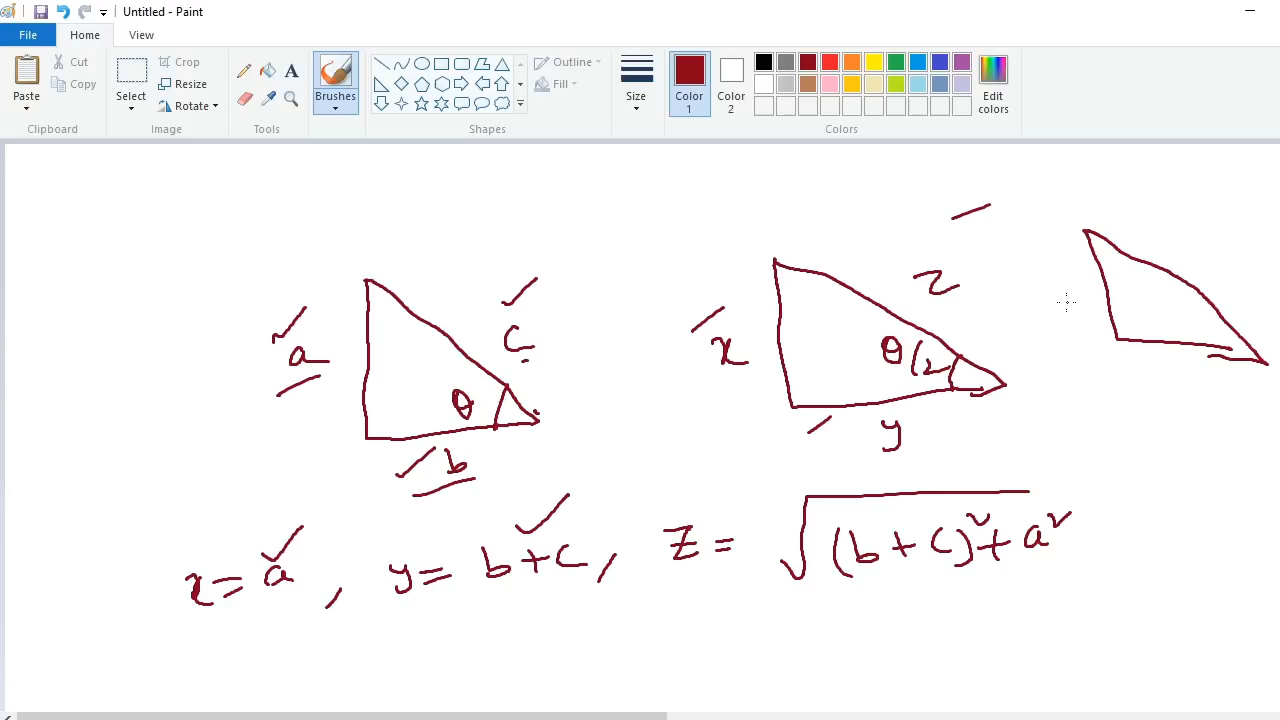 Untitled - Paint
File Home View
Cut
Copy
Paste
Clipboard
Crop
Resize
Rotate
Select
Image
A
Tools
Brushes
Outline
Fill
Shapes
Size
Color 1
Color 2
Edit colors
Colors
a
c
θ
b
x
z
θ/2
y
x = a , y = b + c , z = √((b + c)² + a²)